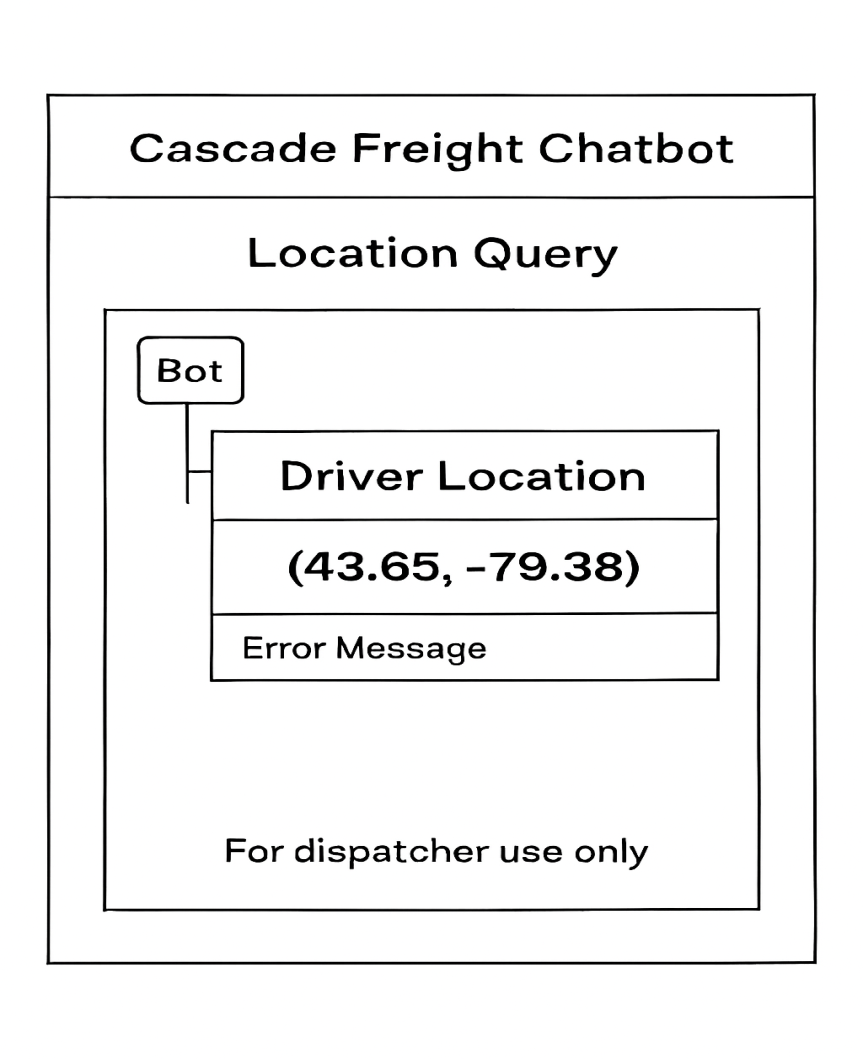 Cascade Freight Chatbot
Location Query
Bot
Driver Location
(43.65, -79.38)
Error Message
For dispatcher use only